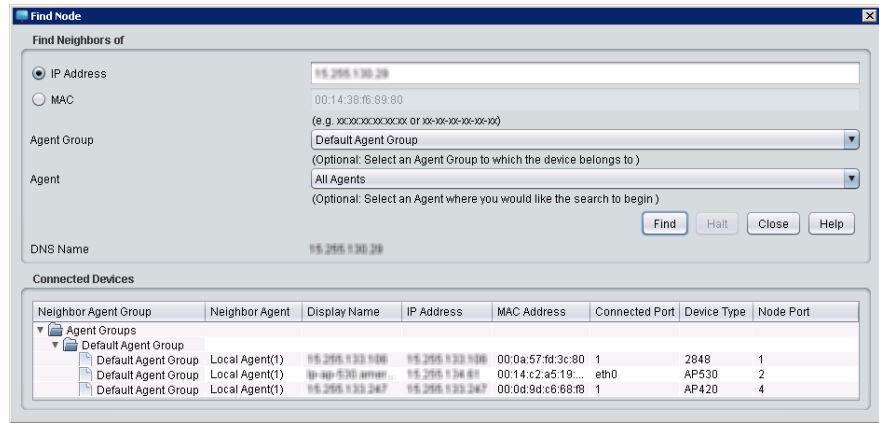 Find Node
Find Neighbors of
IP Address
MAC 00:14:38:f6:89:80
(e.g. xx:xx:xx:xx:xx:xx or xx-xx-xx-xx-xx-xx)
Agent Group Default Agent Group
(Optional: Select an Agent Group to which the device belongs to )
Agent All Agents
(Optional: Select an Agent where you would like the search to begin )
Find Halt Close Help
DNS Name
Connected Devices
Neighbor Agent Group Neighbor Agent Display Name IP Address MAC Address Connected Port Device Type Node Port
Agent Groups
Default Agent Group
Default Agent Group Local Agent(1) 00:0a:57:fd:3c:80 1 2848 1
Default Agent Group Local Agent(1) 00:14:c2:a5:19:... eth0 AP530 2
Default Agent Group Local Agent(1) 00:0d:9d:c6:68:f8 1 AP420 4